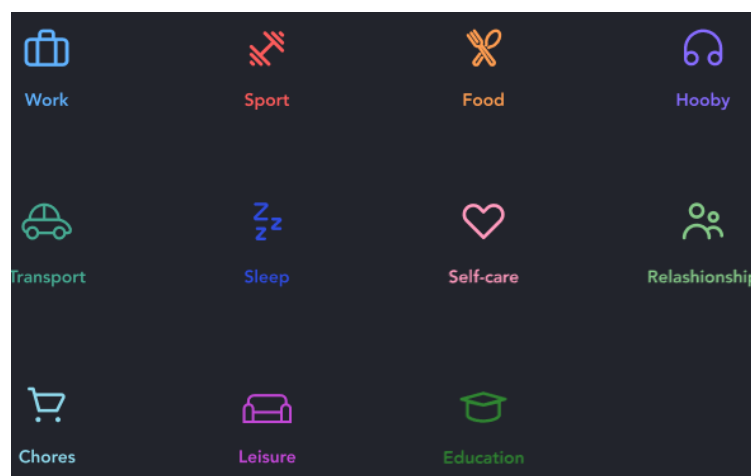 Work Sport Food Hooby
Transport Sleep Self-care Relashionship
Chores Leisure Education